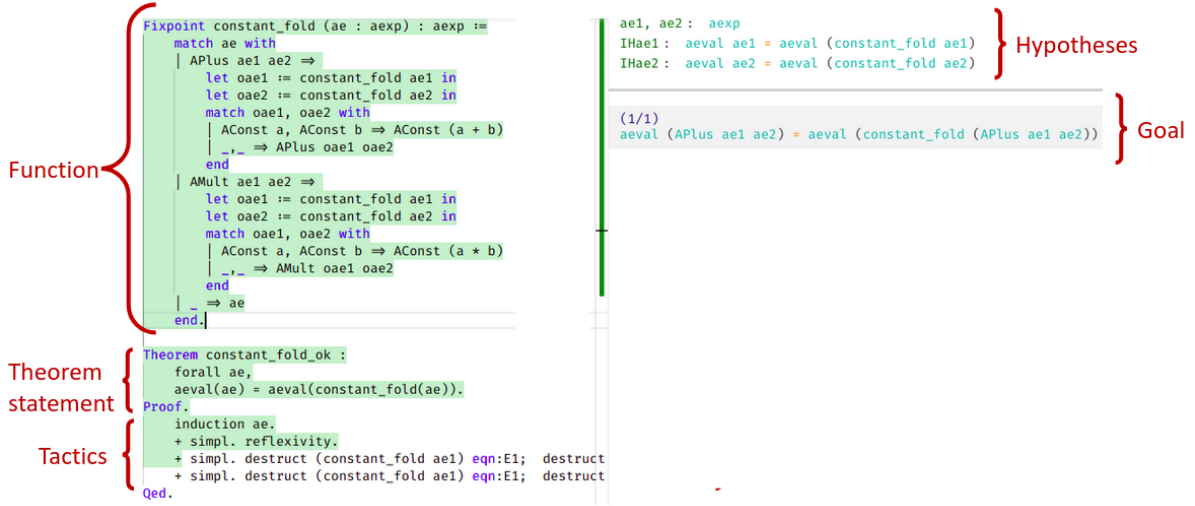 Fixpoint constant_fold (ae : aexp) : aexp :=
match ae with
| APlus ae1 ae2 ⇒
let oae1 := constant_fold ae1 in
let oae2 := constant_fold ae2 in
match oae1, oae2 with
| AConst a, AConst b ⇒ AConst (a + b)
| _,_ ⇒ APlus oae1 oae2
end
| AMult ae1 ae2 ⇒
let oae1 := constant_fold ae1 in
let oae2 := constant_fold ae2 in
match oae1, oae2 with
| AConst a, AConst b ⇒ AConst (a * b)
| _,_ ⇒ AMult oae1 oae2
end
| _ ⇒ ae
end.
Function
Theorem constant_fold_ok :
forall ae,
aeval(ae) = aeval(constant_fold(ae)).
Proof.
Theorem
statement
induction ae.
+ simpl. reflexivity.
+ simpl. destruct (constant_fold ae1) eqn:E1; destruct
+ simpl. destruct (constant_fold ae1) eqn:E1; destruct
Qed.
Tactics
ae1, ae2 : aexp
IHae1 : aeval ae1 = aeval (constant_fold ae1)
IHae2 : aeval ae2 = aeval (constant_fold ae2)
Hypotheses
(1/1)
aeval (APlus ae1 ae2) = aeval (constant_fold (APlus ae1 ae2))
Goal